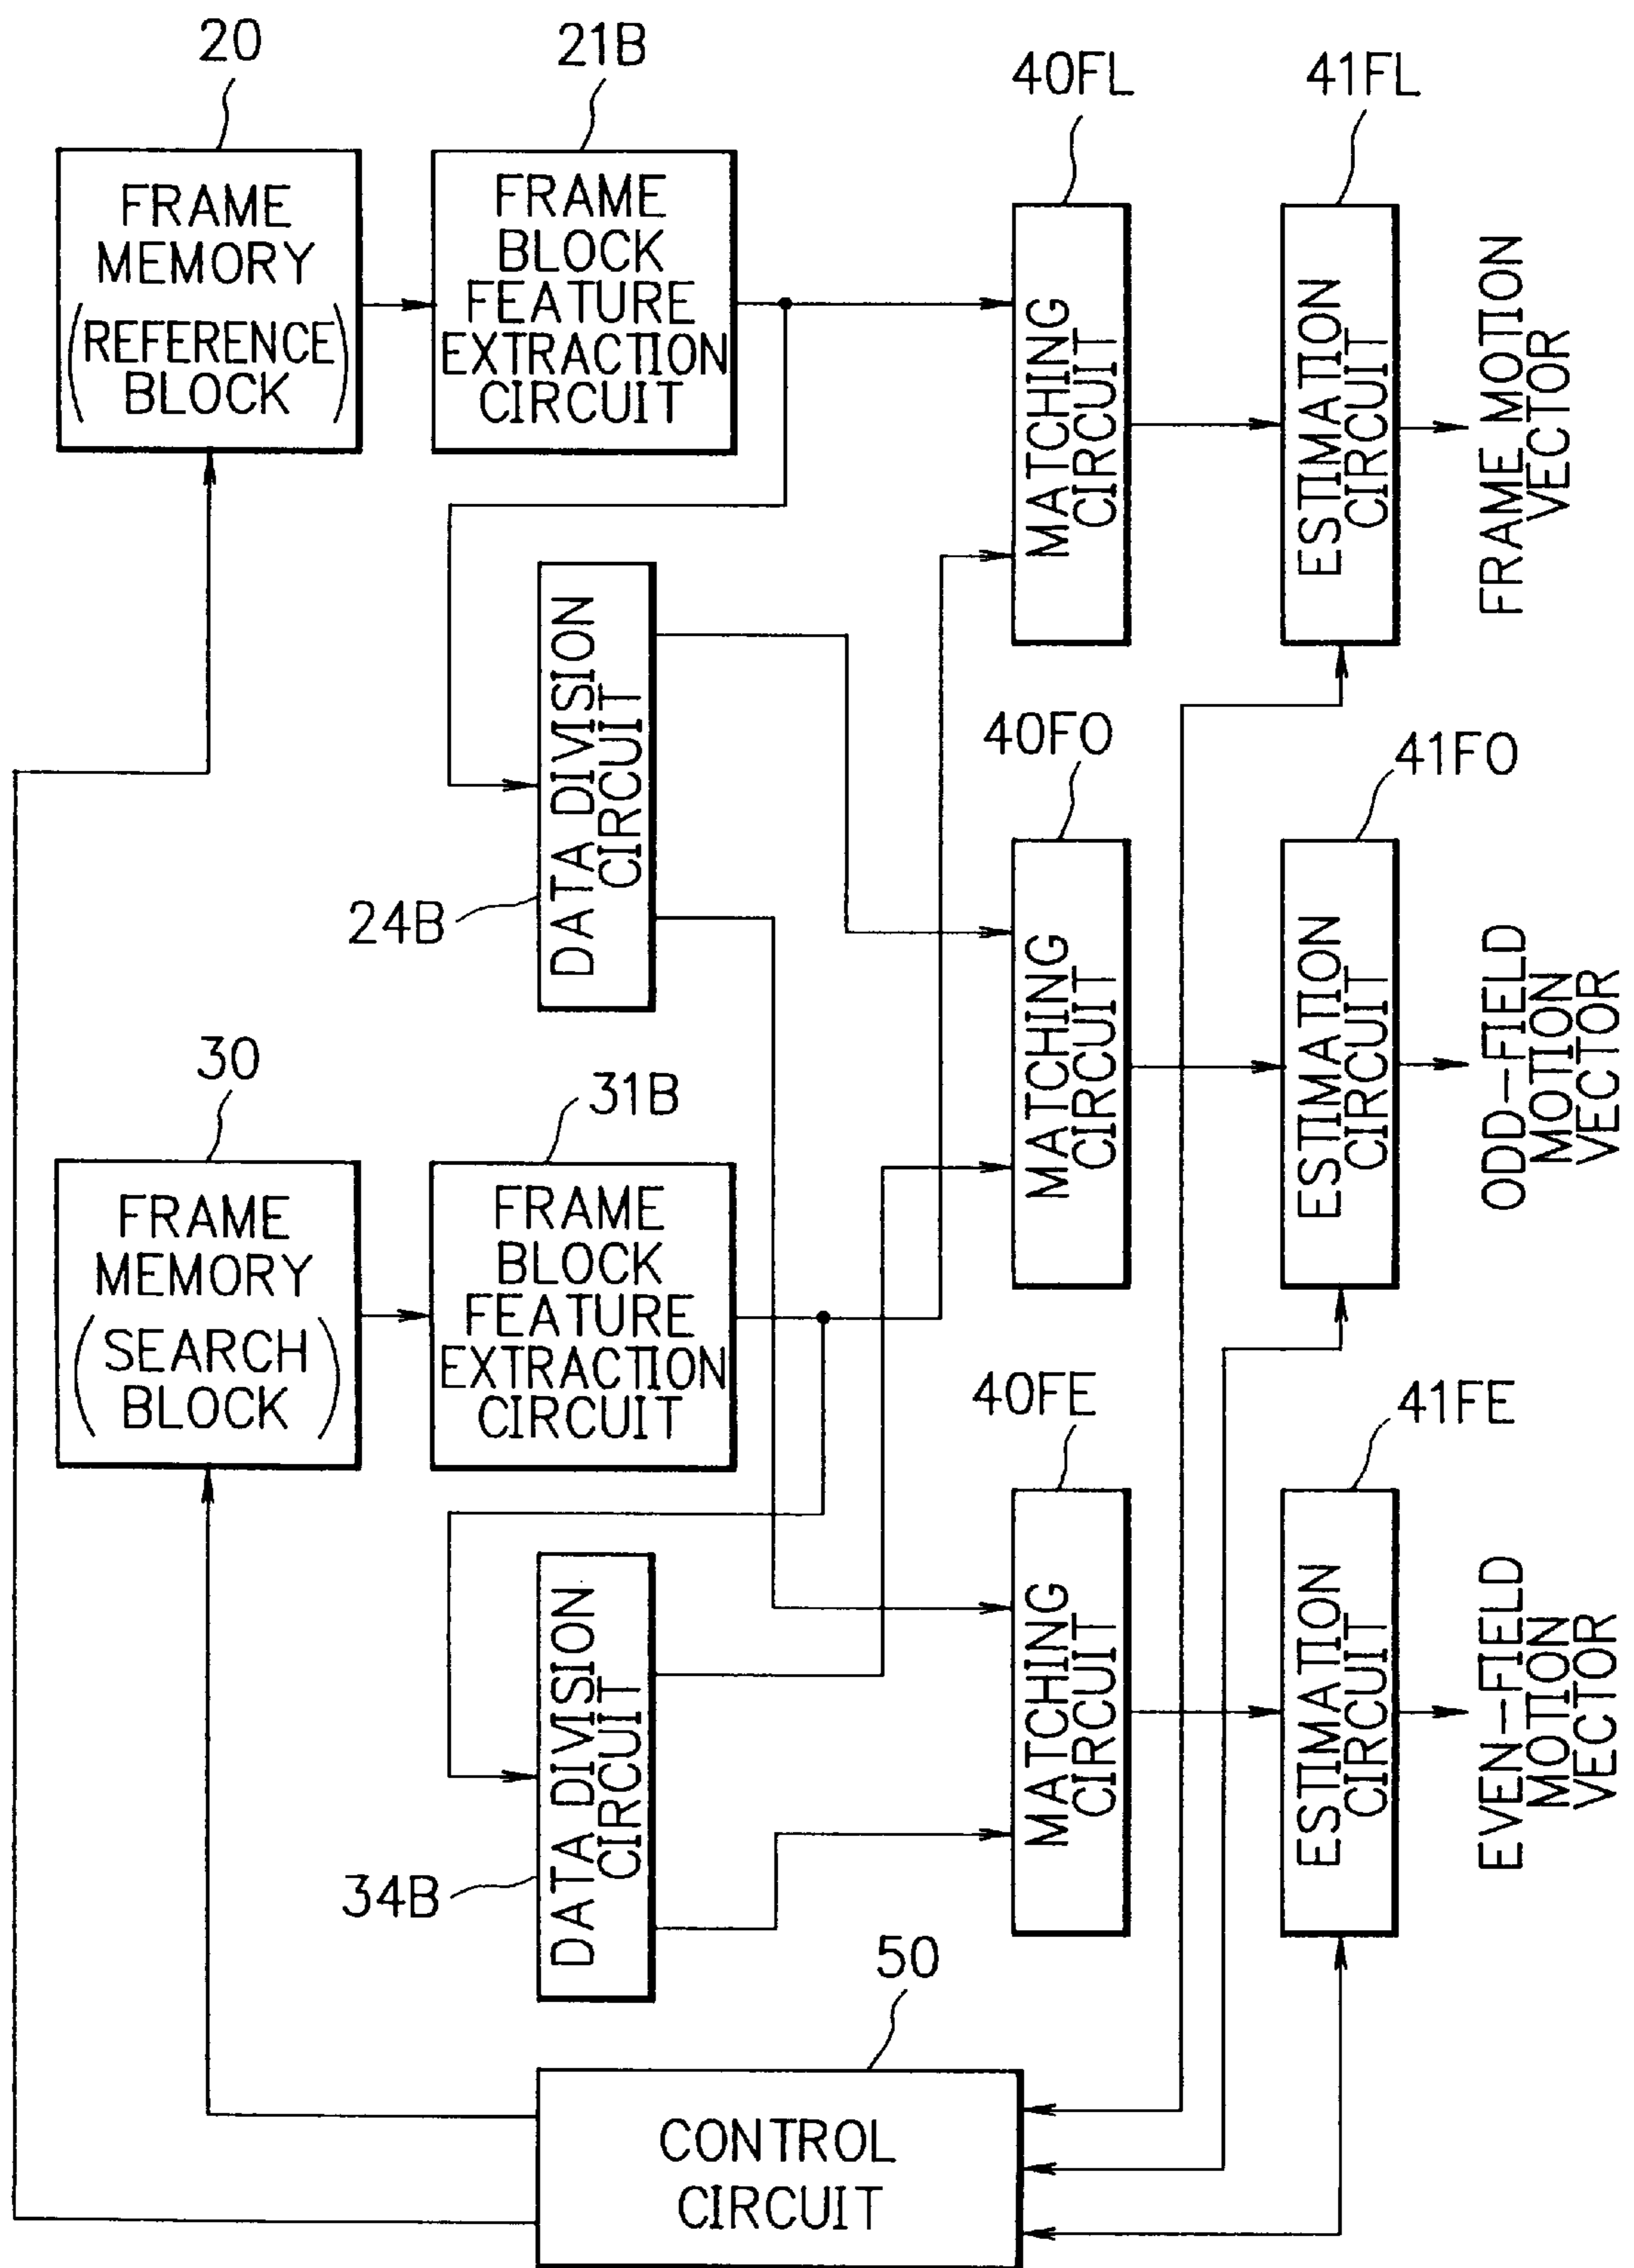 20
FRAME
MEMORY
(REFERENCE
BLOCK)
21B
FRAME
BLOCK
FEATURE
EXTRACTION
CIRCUIT
40FL
MATCHING
CIRCUIT
41FL
ESTIMATION
CIRCUIT
FRAME MOTION
VECTOR
24B
DATA DIVISION
CIRCUIT
40FO
MATCHING
CIRCUIT
41FO
ESTIMATION
CIRCUIT
ODD-FIELD
MOTION
VECTOR
30
FRAME
MEMORY
(SEARCH
BLOCK)
31B
FRAME
BLOCK
FEATURE
EXTRACTION
CIRCUIT
34B
DATA DIVISION
CIRCUIT
40FE
MATCHING
CIRCUIT
41FE
ESTIMATION
CIRCUIT
EVEN-FIELD
MOTION
VECTOR
50
CONTROL
CIRCUIT